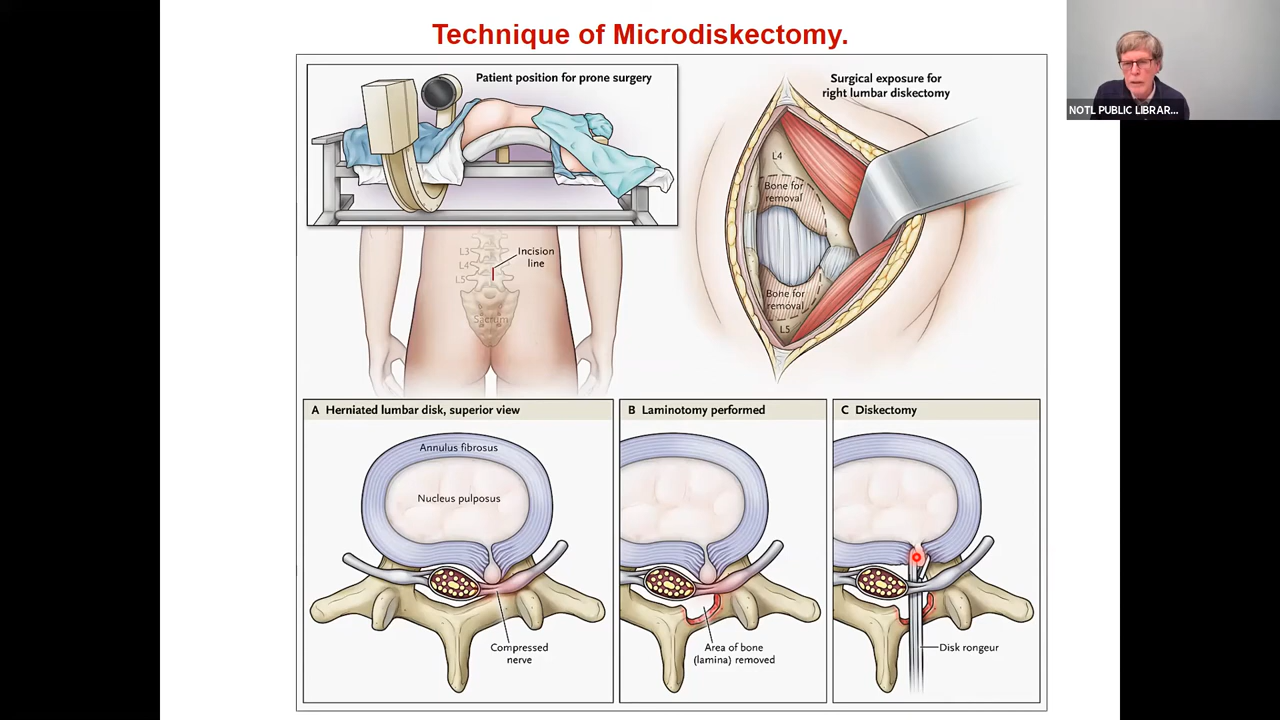 Technique of Microdiskectomy.
NOTL PUBLIC LIBRAR...
Patient position for prone surgery
Surgical exposure for
right lumbar diskectomy
L4
Bone for
removal
Bone for
removal
L5
L3
L4
L5
Incision
line
Sacrum
A Herniated lumbar disk, superior view
Annulus fibrosus
Nucleus pulposus
Compressed
nerve
B Laminotomy performed
Area of bone
(lamina) removed
C Diskectomy
Disk rongeur